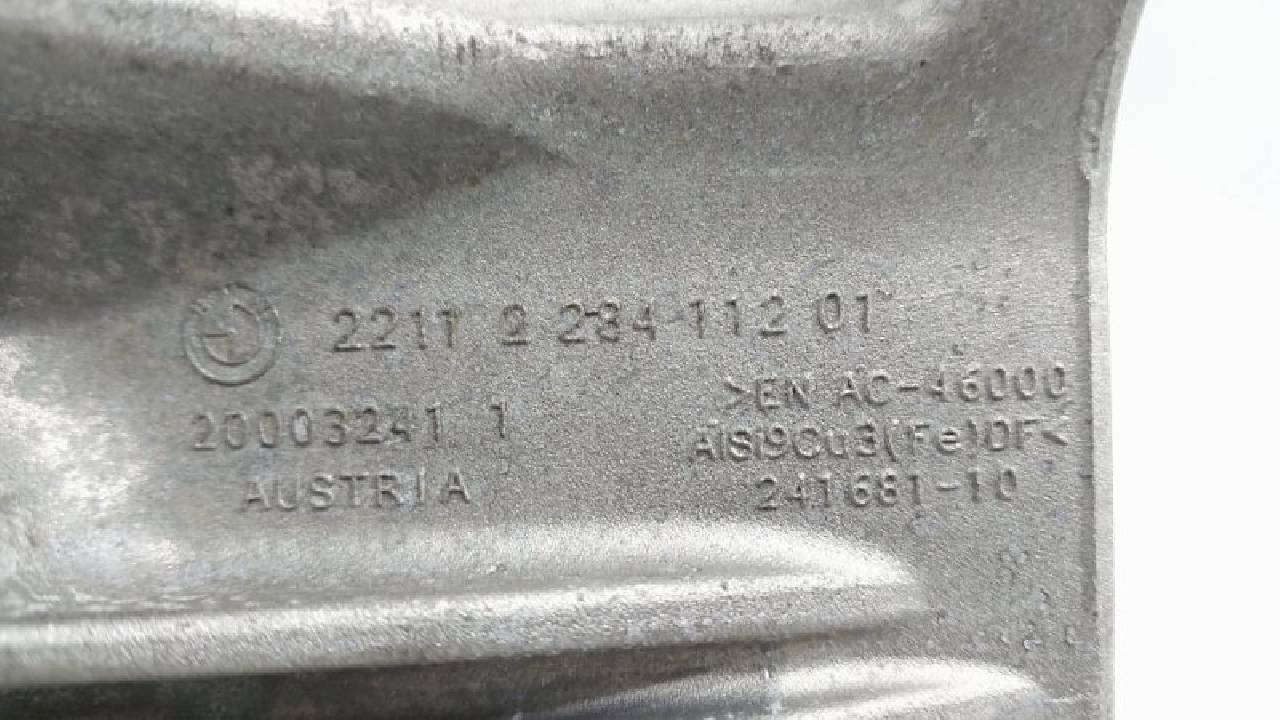 2211 2 284 112 01
20003241 1
AUSTRIA
>EN AC-46000
AlSi9Cu3(Fe)DF<
241681-10